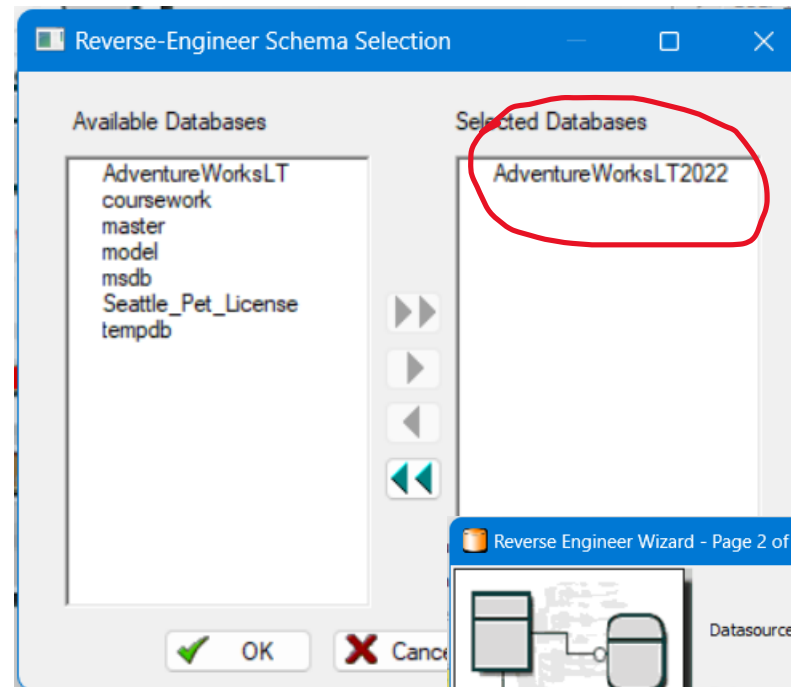 Reverse-Engineer Schema Selection
Available Databases
Selected Databases
AdventureWorksLT
coursework
master
model
msdb
Seattle_Pet_License
tempdb
AdventureWorksLT2022
OK
Cance
Reverse Engineer Wizard - Page 2 of
Datasource